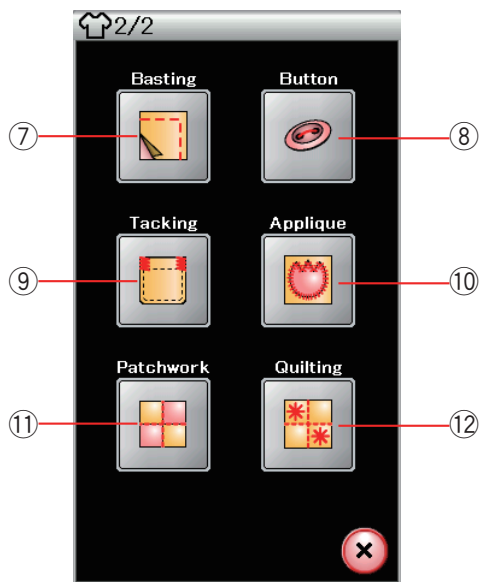 2/2
Basting Button
⑦ ⑧
Tacking Applique
⑨ ⑩
Patchwork Quilting
⑪ ⑫